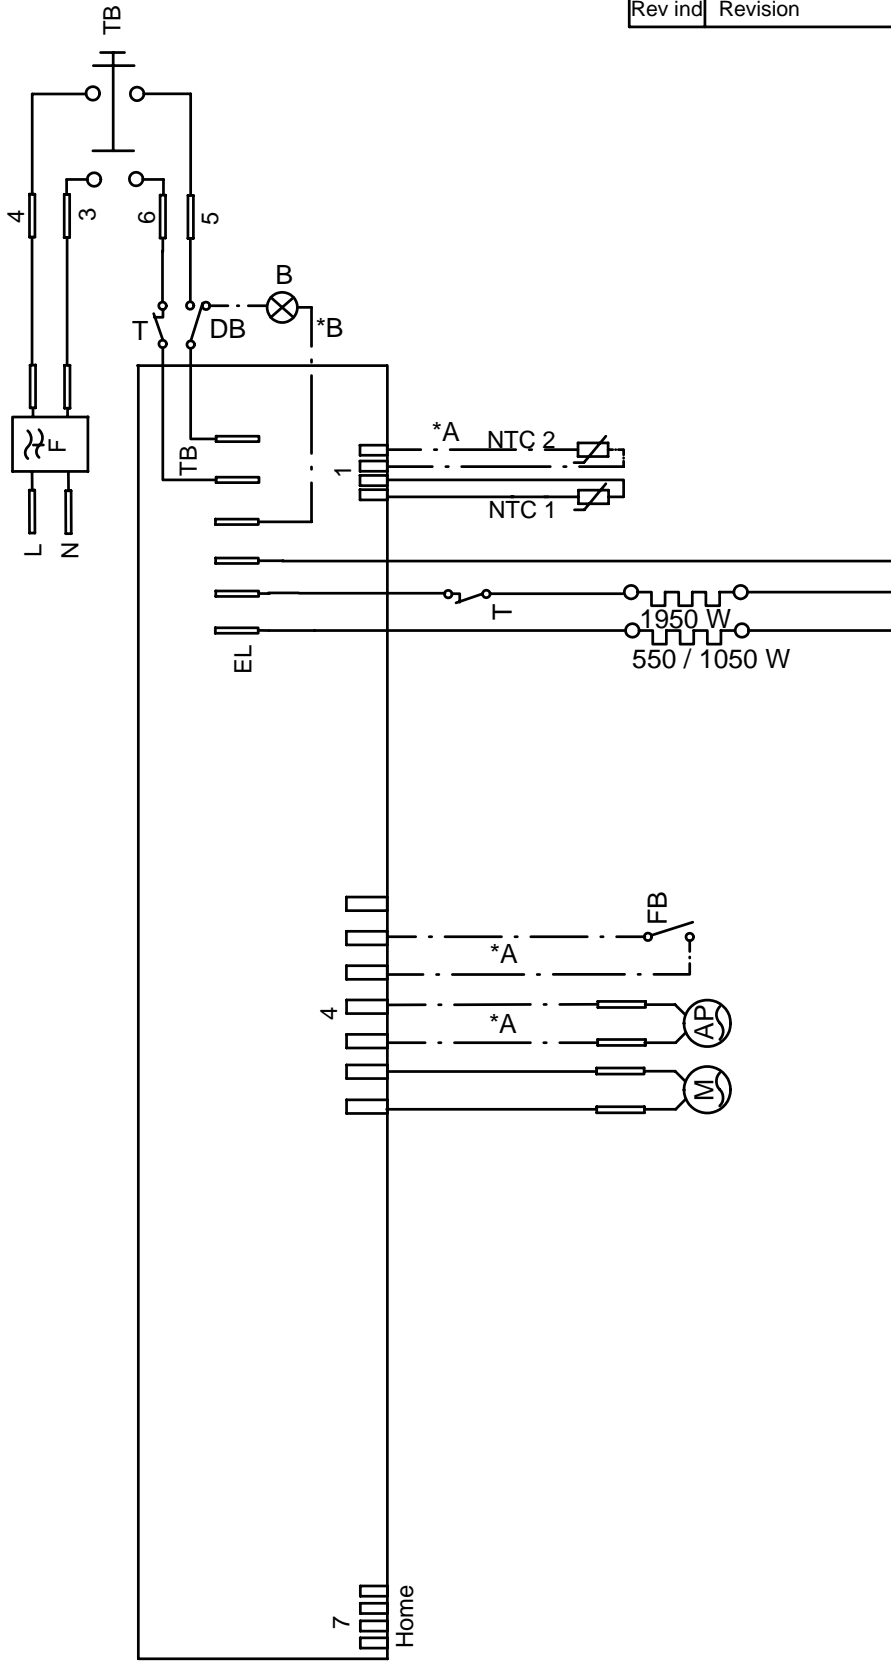 Rev ind Revision
TB
4
3
6
5
T
DB
B
*B
F
L
N
TB
1
*A
NTC 2
NTC 1
T
1950 W
550 / 1050 W
EL
FB
*A
4
*A
AP
M
7
Home